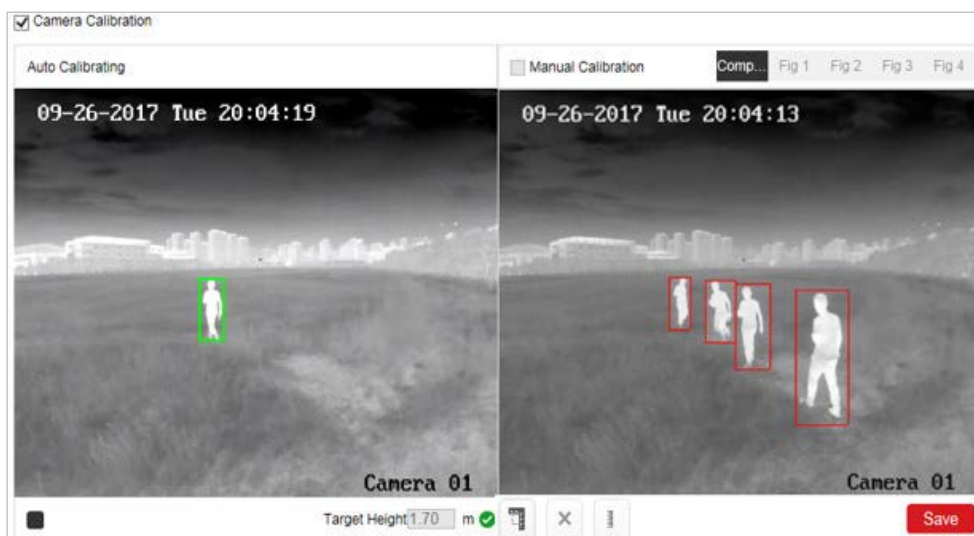 Camera Calibration
Auto Calibrating
Manual Calibration
Comp...
Fig 1
Fig 2
Fig 3
Fig 4
09-26-2017 Tue 20:04:19
09-26-2017 Tue 20:04:13
Camera 01
Camera 01
Target Height 1.70 m
Save